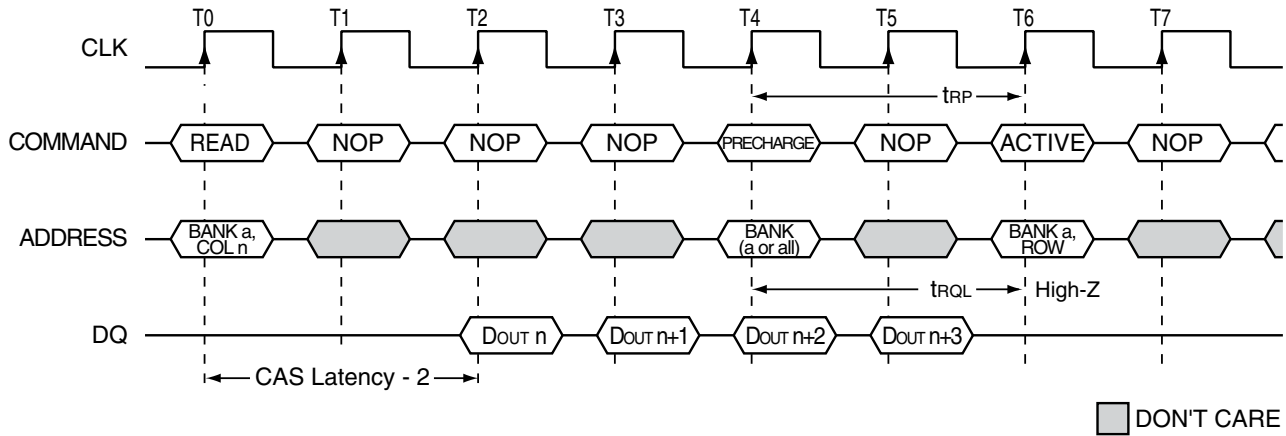 T0 T1 T2 T3 T4 T5 T6 T7
CLK
tRP
COMMAND READ NOP NOP NOP PRECHARGE NOP ACTIVE NOP
ADDRESS BANK a, COL n BANK (a or all) BANK a, ROW
tRQL High-Z
DQ DOUT n DOUT n+1 DOUT n+2 DOUT n+3
CAS Latency - 2
DON'T CARE